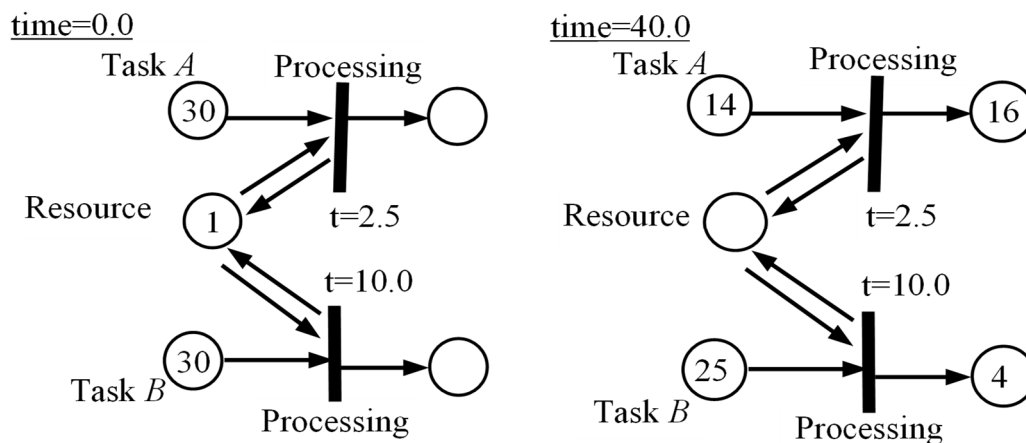 time=0.0
Task A
Processing
30
Resource
1
t=2.5
t=10.0
30
Task B
Processing
time=40.0
Task A
Processing
14
16
Resource
t=2.5
t=10.0
25
4
Task B
Processing